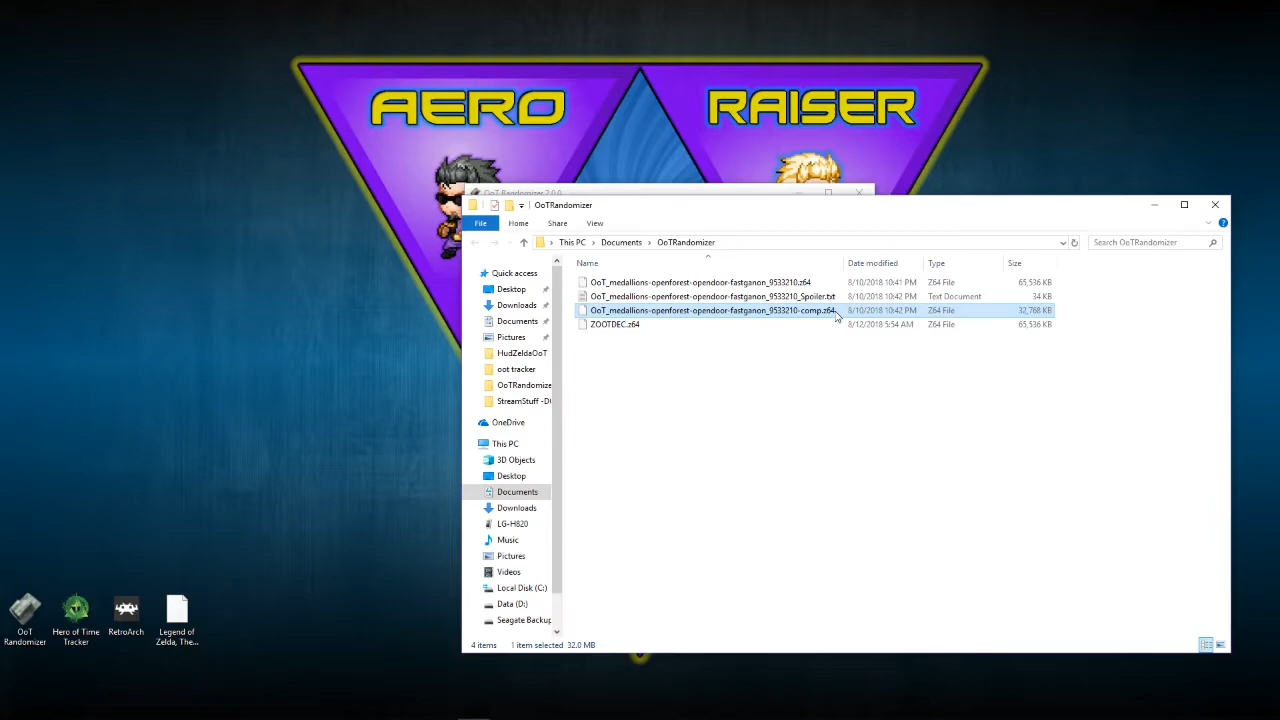 AERO RAISER
OoT Randomizer 2.0.0
OoTRandomizer
File Home Share View
This PC Documents OoTRandomizer
Search OoTRandomizer
Name Date modified Type Size
OoT_medallions-openforest-opendoor-fastganon_9533210.z64 8/10/2018 10:41 PM Z64 File 65,536 KB
OoT_medallions-openforest-opendoor-fastganon_9533210_Spoiler.txt 8/10/2018 10:42 PM Text Document 34 KB
OoT_medallions-openforest-opendoor-fastganon_9533210-comp.z64 8/10/2018 10:42 PM Z64 File 32,768 KB
ZOOTDEC.z64 8/12/2018 5:54 AM Z64 File 65,536 KB
Quick access
Desktop
Downloads
Documents
Pictures
HudZeldaOoT
oot tracker
OoTRandomize
StreamStuff -D
OneDrive
This PC
3D Objects
Desktop
Documents
Downloads
LG-H820
Music
Pictures
Videos
Local Disk (C:)
Data (D:)
Seagate Backup
4 items 1 item selected 32.0 MB
OoT
Randomizer
Hero of Time
Tracker
RetroArch
Legend of
Zelda, The...